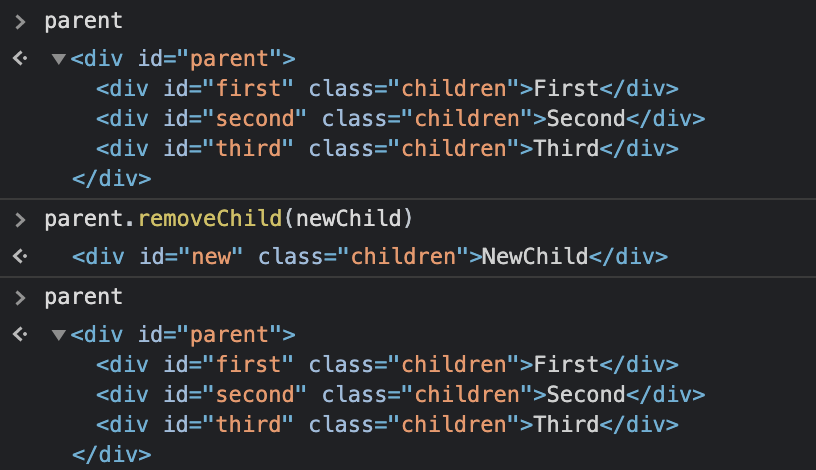 > parent
<div id="parent">
<div id="first" class="children">First</div>
<div id="second" class="children">Second</div>
<div id="third" class="children">Third</div>
</div>
> parent.removeChild(newChild)
<div id="new" class="children">NewChild</div>
> parent
<div id="parent">
<div id="first" class="children">First</div>
<div id="second" class="children">Second</div>
<div id="third" class="children">Third</div>
</div>